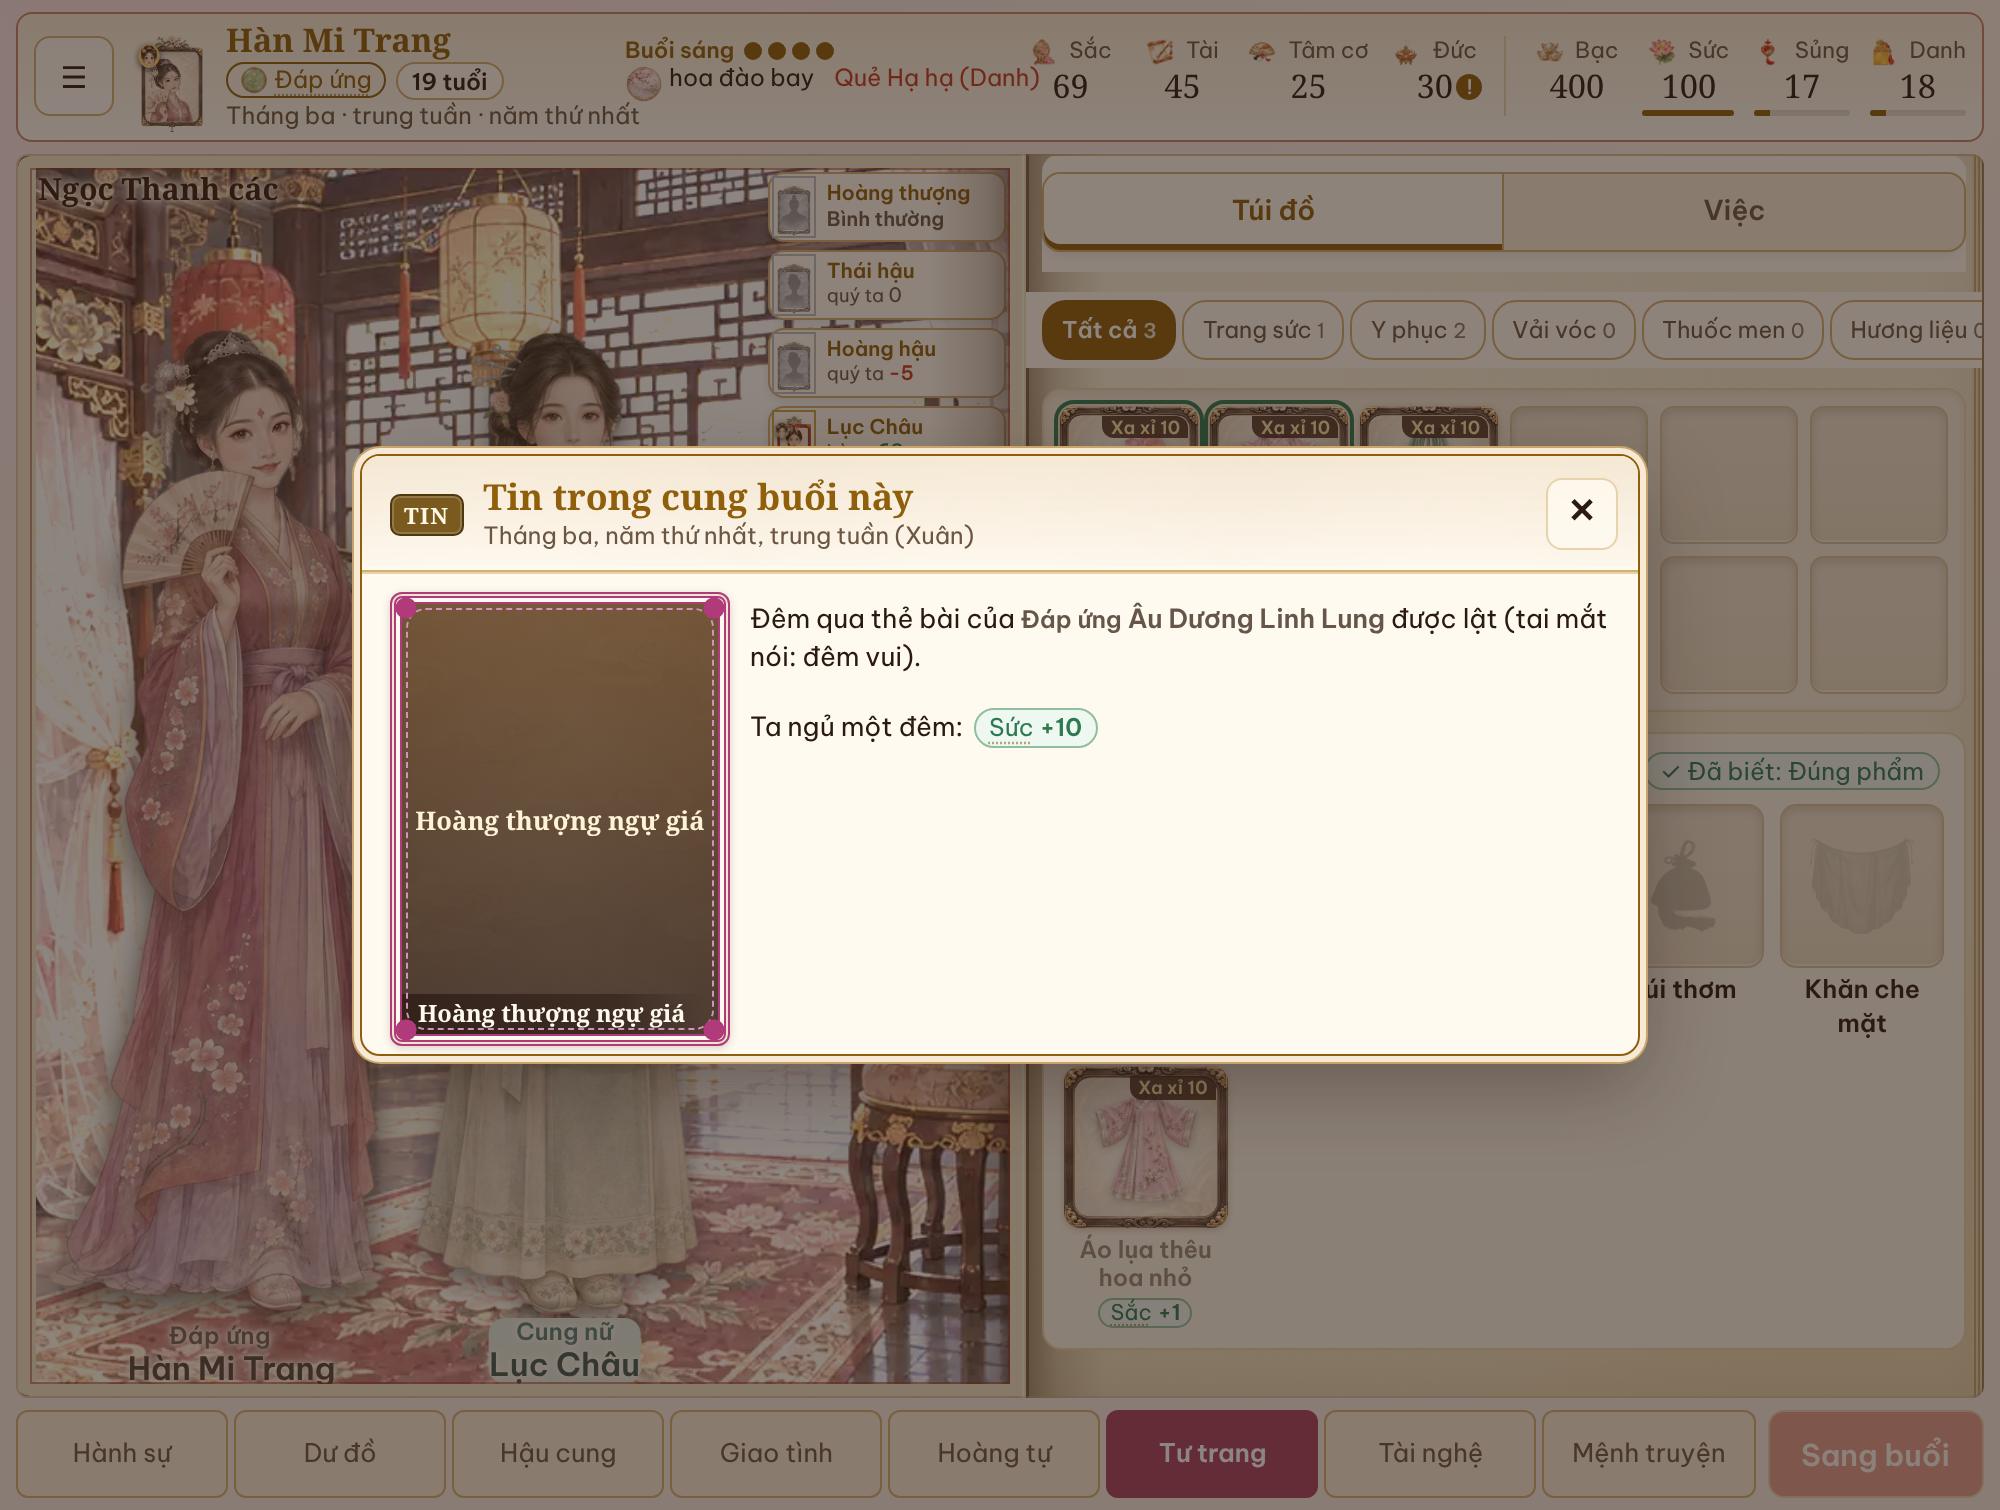 Hàn Mi Trang
Đáp ứng
19 tuổi
Tháng ba · trung tuần · năm thứ nhất
Buổi sáng
hoa đào bay
Quẻ Hạ hạ (Danh)
Sắc
69
Tài
45
Tâm cơ
25
Đức
30
!
Bạc
400
Sức
100
Sủng
17
Danh
18
Ngọc Thanh các
Hoàng thượng
Bình thường
Thái hậu
quý ta 0
Hoàng hậu
quý ta -5
Lục Châu
Túi đồ
Việc
Tất cả 3
Trang sức 1
Y phục 2
Vải vóc 0
Thuốc men 0
Hương liệu 0
Xa xỉ 10
Xa xỉ 10
Xa xỉ 10
TIN
Tin trong cung buổi này
Tháng ba, năm thứ nhất, trung tuần (Xuân)
Hoàng thượng ngự giá
Hoàng thượng ngự giá
Đêm qua thẻ bài của Đáp ứng Âu Dương Linh Lung được lật (tai mắt
nói: đêm vui).
Ta ngủ một đêm: Sức +10
✓ Đã biết: Đúng phẩm
úi thơm
Khăn che
mặt
Xa xỉ 10
Áo lụa thêu
hoa nhỏ
Sắc +1
Đáp ứng
Hàn Mi Trang
Cung nữ
Lục Châu
Hành sự
Dư đồ
Hậu cung
Giao tình
Hoàng tự
Tư trang
Tài nghệ
Mệnh truyện
Sang buổi